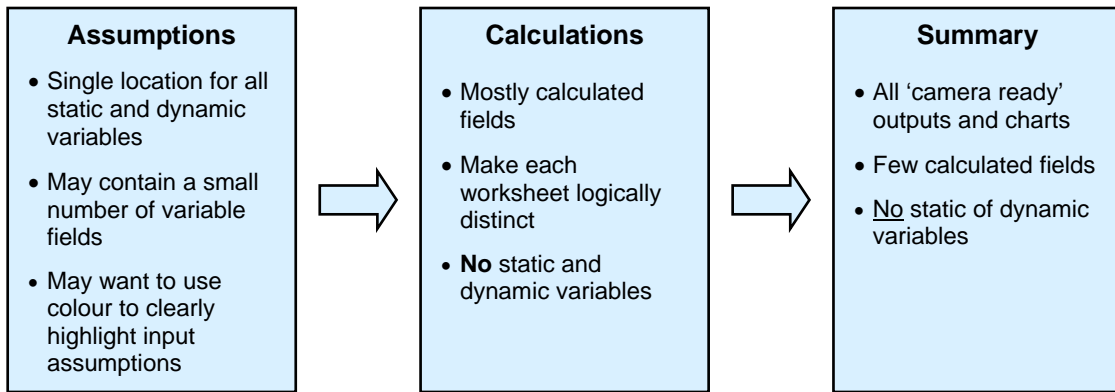 Assumptions
• Single location for all
static and dynamic
variables
• May contain a small
number of variable
fields
• May want to use
colour to clearly
highlight input
assumptions
Calculations
• Mostly calculated
fields
• Make each
worksheet logically
distinct
• No static and
dynamic variables
Summary
• All ‘camera ready’
outputs and charts
• Few calculated fields
• No static of dynamic
variables